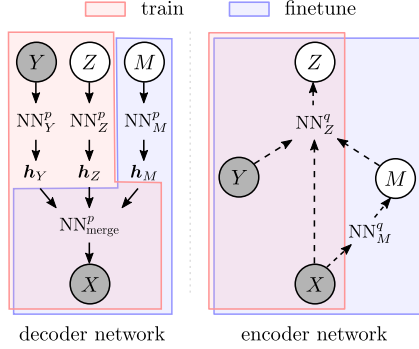 train finetune
Y Z M Z
NN^p_Y NN^p_Z NN^p_M NN^q_Z
h_Y h_Z h_M Y M
NN^p_merge NN^q_M
X X
decoder network encoder network